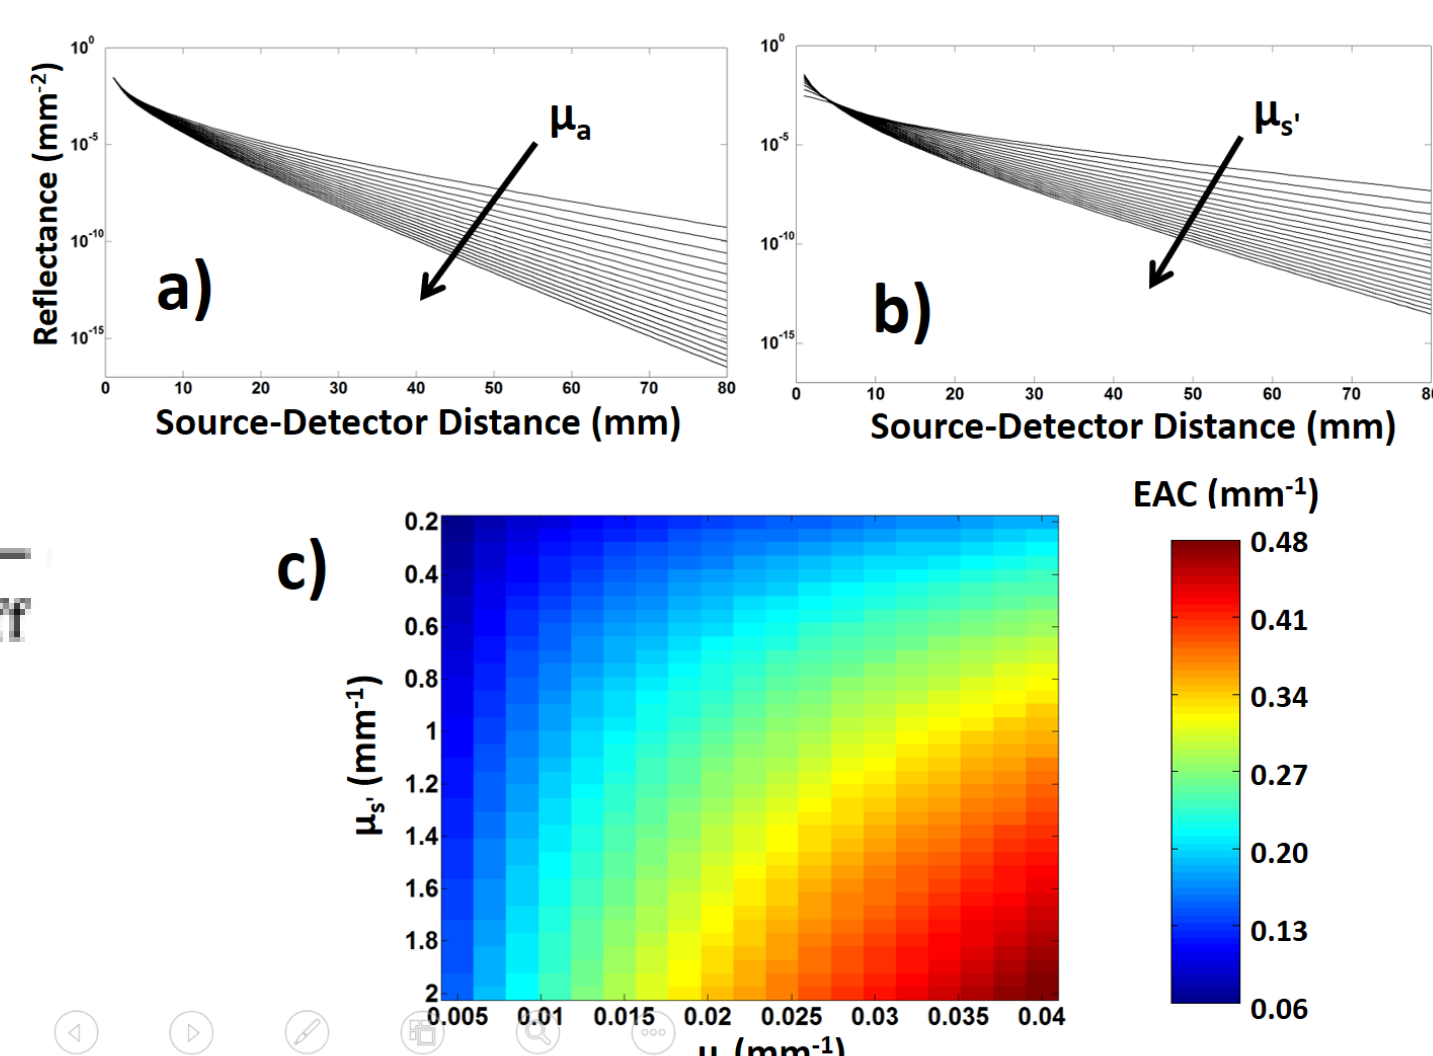 10⁰
10⁻⁵
10⁻¹⁰
10⁻¹⁵
Reflectance (mm⁻²)
μa
a)
0 10 20 30 40 50 60 70 80
Source-Detector Distance (mm)
10⁰
10⁻⁵
10⁻¹⁰
10⁻¹⁵
μs'
b)
0 10 20 30 40 50 60 70 8
Source-Detector Distance (mm)
c)
0.2
0.4
0.6
0.8
1
1.2
1.4
1.6
1.8
2
μs' (mm⁻¹)
0.005 0.01 0.015 0.02 0.025 0.03 0.035 0.04
(mm⁻¹)
EAC (mm⁻¹)
0.48
0.41
0.34
0.27
0.20
0.13
0.06